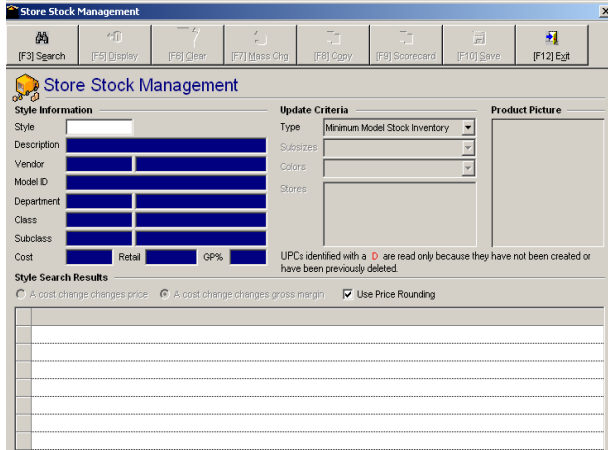 Store Stock Management
[F3] Search [F5] Display [F6] Clear [F7] Mass Chg [F8] Copy [F9] Scorecard [F10] Save [F12] Exit
Store Stock Management
Style Information Update Criteria Product Picture
Style Type Minimum Model Stock Inventory
Description Subsizes
Vendor Colors
Model ID Stores
Department
Class
Subclass
Cost Retail GP% UPCs identified with a D are read only because they have not been created or
have been previously deleted.
Style Search Results
A cost change changes price A cost change changes gross margin Use Price Rounding